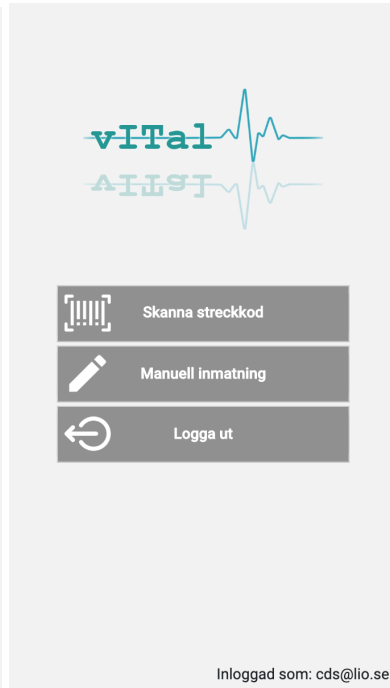 vITal
Skanna streckkod
Manuell inmatning
Logga ut
Inloggad som: cds@lio.se